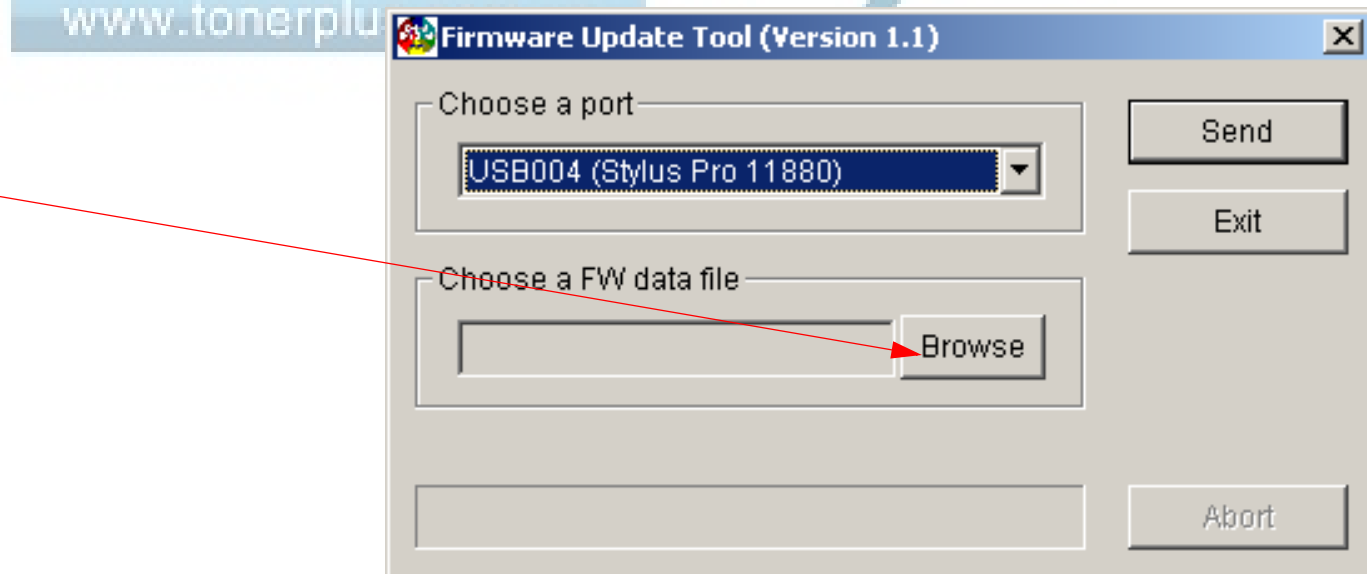 www.tonerplu
Firmware Update Tool (Version 1.1)
Choose a port
USB004 (Stylus Pro 11880)
Send
Exit
Choose a FW data file
Browse
Abort